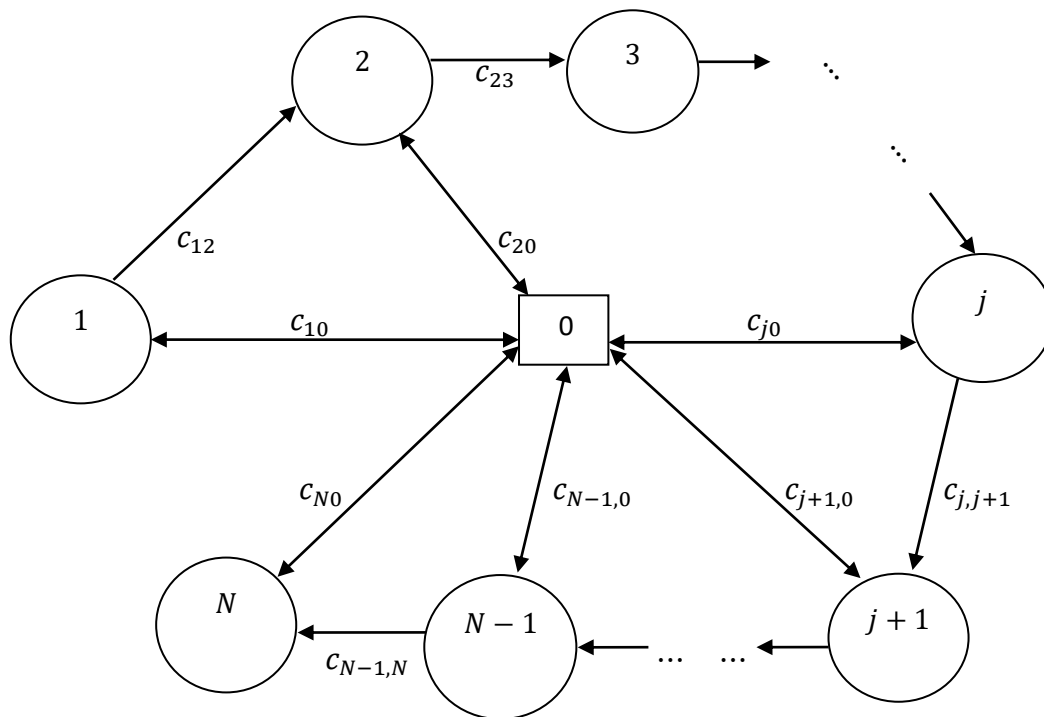 2
3
⋱
c_{23}
⋱
c_{12}
c_{20}
1
c_{10}
0
c_{j0}
j
c_{N0}
c_{N-1,0}
c_{j+1,0}
c_{j,j+1}
N
N − 1
j + 1
c_{N-1,N}
... ...